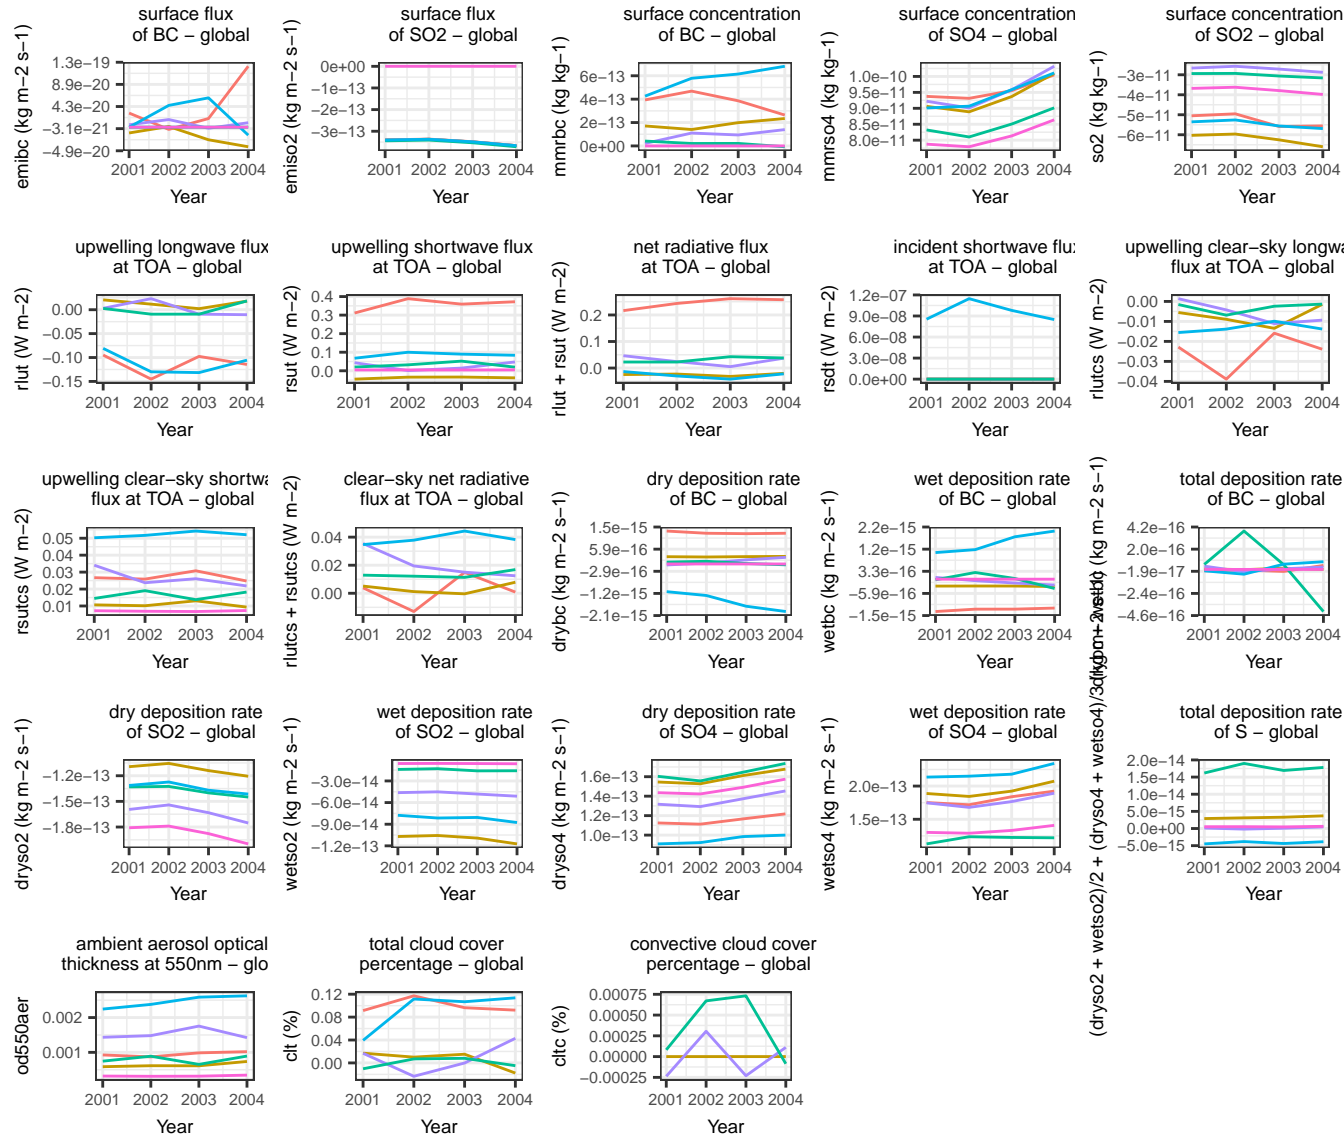 surface flux
of BC − global
emibc (kg m−2 s−1)
1.3e−19
8.9e−20
4.3e−20
−3.1e−21
−4.9e−20
2001 2002 2003 2004
Year
surface flux
of SO2 − global
emiso2 (kg m−2 s−1)
0e+00
−1e−13
−2e−13
−3e−13
2001 2002 2003 2004
Year
surface concentration
of BC − global
mmrbc (kg kg−1)
6e−13
4e−13
2e−13
0e+00
2001 2002 2003 2004
Year
surface concentration
of SO4 − global
mmrso4 (kg kg−1)
1.0e−10
9.5e−11
9.0e−11
8.5e−11
8.0e−11
2001 2002 2003 2004
Year
surface concentration
of SO2 − global
so2 (kg kg−1)
−3e−11
−4e−11
−5e−11
−6e−11
2001 2002 2003 2004
Year
upwelling longwave flux
at TOA − global
rlut (W m−2)
0.00
−0.05
−0.10
−0.15
2001 2002 2003 2004
Year
upwelling shortwave flux
at TOA − global
rsut (W m−2)
0.4
0.3
0.2
0.1
0.0
2001 2002 2003 2004
Year
net radiative flux
at TOA − global
rlut + rsut (W m−2)
0.2
0.1
0.0
2001 2002 2003 2004
Year
incident shortwave flux
at TOA − global
rsdt (W m−2)
1.2e−07
9.0e−08
6.0e−08
3.0e−08
0.0e+00
2001 2002 2003 2004
Year
upwelling clear−sky longwa
flux at TOA − global
rlutcs (W m−2)
0.00
−0.01
−0.02
−0.03
−0.04
2001 2002 2003 2004
Year
upwelling clear−sky shortwa
flux at TOA − global
rsutcs (W m−2)
0.05
0.04
0.03
0.02
0.01
2001 2002 2003 2004
Year
clear−sky net radiative
flux at TOA − global
rlutcs + rsutcs (W m−2)
0.04
0.02
0.00
2001 2002 2003 2004
Year
dry deposition rate
of BC − global
drybc (kg m−2 s−1)
1.5e−15
5.9e−16
−2.9e−16
−1.2e−15
−2.1e−15
2001 2002 2003 2004
Year
wet deposition rate
of BC − global
wetbc (kg m−2 s−1)
2.2e−15
1.2e−15
3.3e−16
−5.9e−16
−1.5e−15
2001 2002 2003 2004
Year
total deposition rate
of BC − global
(kg m−2 s−1)
4.2e−16
2.0e−16
−1.9e−17
−2.4e−16
−4.6e−16
2001 2002 2003 2004
Year
dry deposition rate
of SO2 − global
dryso2 (kg m−2 s−1)
−1.2e−13
−1.5e−13
−1.8e−13
2001 2002 2003 2004
Year
wet deposition rate
of SO2 − global
wetso2 (kg m−2 s−1)
−3.0e−14
−6.0e−14
−9.0e−14
−1.2e−13
2001 2002 2003 2004
Year
dry deposition rate
of SO4 − global
dryso4 (kg m−2 s−1)
1.6e−13
1.4e−13
1.2e−13
1.0e−13
2001 2002 2003 2004
Year
wet deposition rate
of SO4 − global
wetso4 (kg m−2 s−1)
2.0e−13
1.5e−13
2001 2002 2003 2004
Year
total deposition rate
of S − global
(dryso2 + wetso2)/2 + (dryso4 + wetso4)/3
2.0e−14
1.5e−14
1.0e−14
5.0e−15
0.0e+00
−5.0e−15
2001 2002 2003 2004
Year
ambient aerosol optical
thickness at 550nm − glo
od550aer
0.002
0.001
2001 2002 2003 2004
Year
total cloud cover
percentage − global
clt (%)
0.12
0.08
0.04
0.00
2001 2002 2003 2004
Year
convective cloud cover
percentage − global
cltc (%)
0.00075
0.00050
0.00025
0.00000
−0.00025
2001 2002 2003 2004
Year